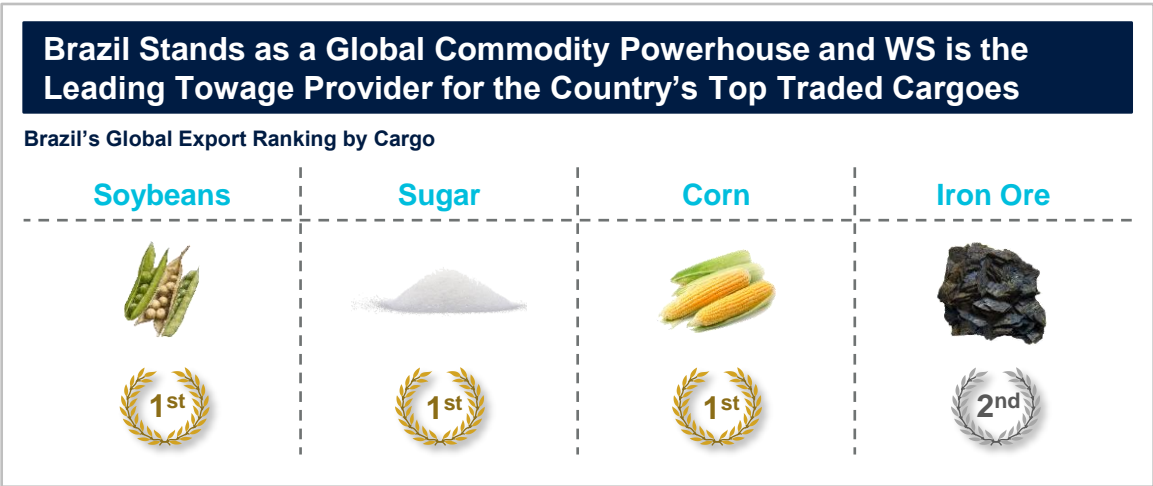 Brazil Stands as a Global Commodity Powerhouse and WS is the
Leading Towage Provider for the Country's Top Traded Cargoes
Brazil's Global Export Ranking by Cargo
Soybeans
Sugar
Corn
Iron Ore
1st
1st
1st
2nd